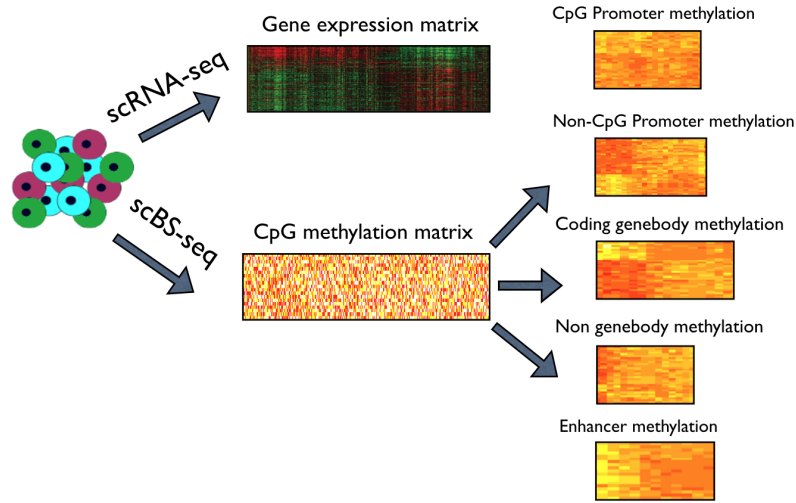 scRNA-seq
Gene expression matrix
scBS-seq
CpG methylation matrix
CpG Promoter methylation
Non-CpG Promoter methylation
Coding genebody methylation
Non genebody methylation
Enhancer methylation